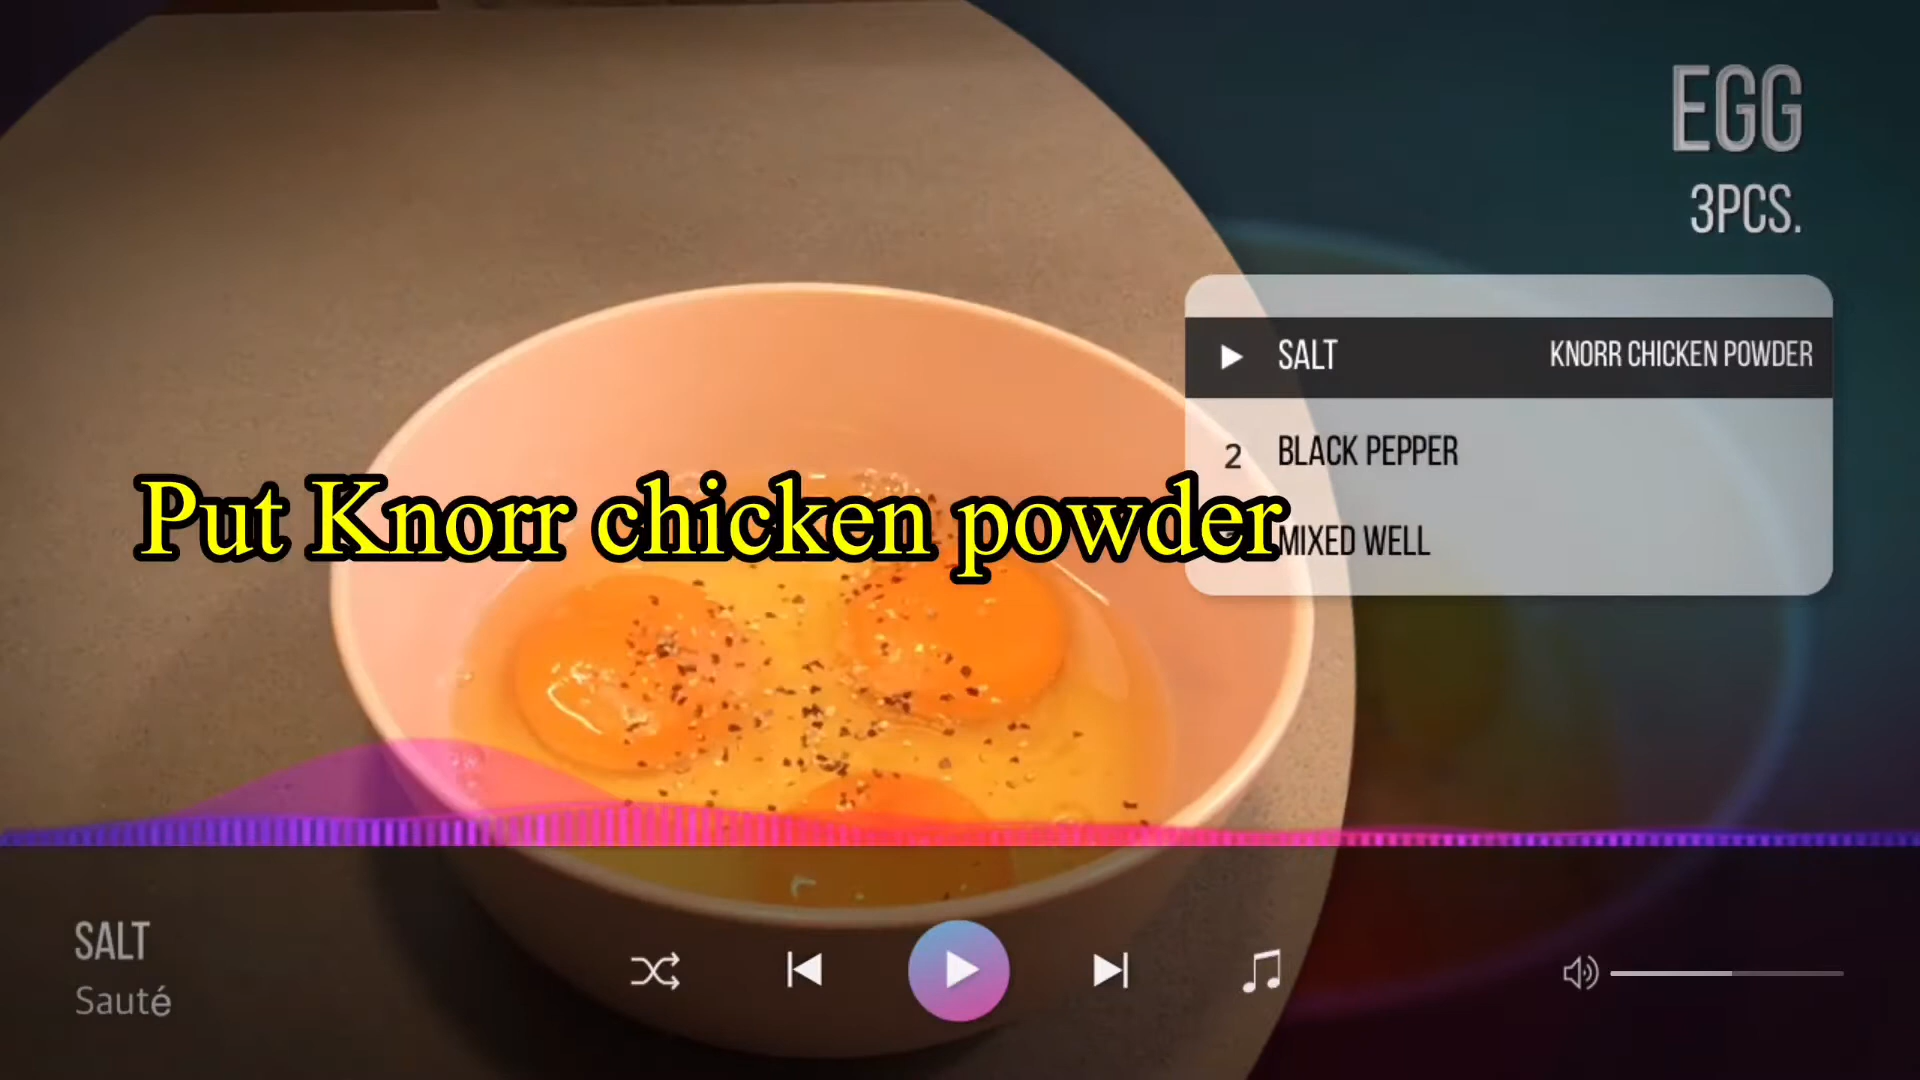 EGG
3PCS.
SALT KNORR CHICKEN POWDER
2 BLACK PEPPER
Put Knorr chicken powder
MIXED WELL
SALT
Sauté